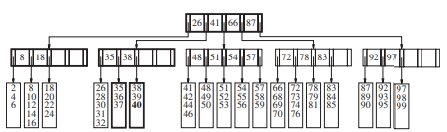 26 41 66 87
8 18 35 38 48 51 54 57 72 78 83 92 97
2 8 18 26 35 38 41 48 51 54 57 66 72 78 83 87 92 97
4 10 20 28 36 39 42 49 52 55 58 68 73 79 84 89 93 98
6 12 22 30 37 40 44 50 53 56 59 69 74 81 85 90 95 99
14 24 31 46 70 76
16 32